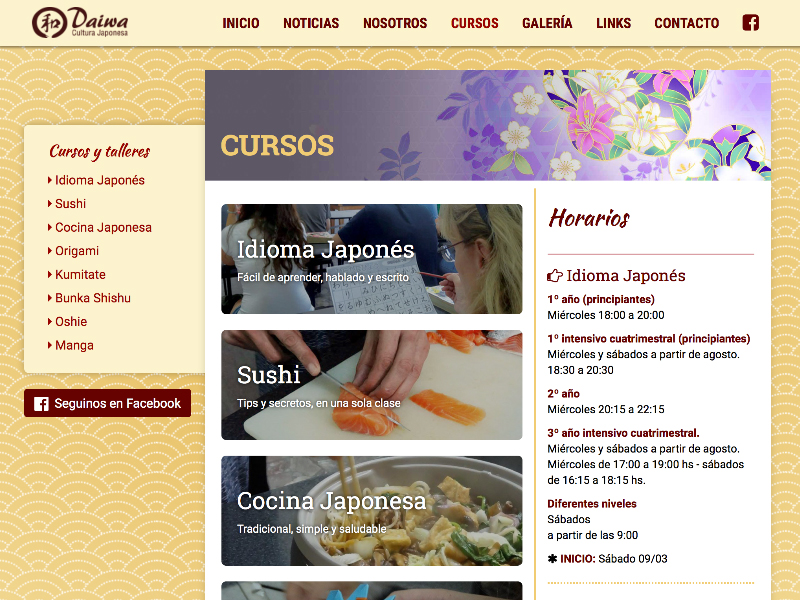 和 Daiwa
Cultura Japonesa
INICIO NOTICIAS NOSOTROS CURSOS GALERÍA LINKS CONTACTO
CURSOS
Cursos y talleres
Idioma Japonés
Sushi
Cocina Japonesa
Origami
Kumitate
Bunka Shishu
Oshie
Manga
Seguinos en Facebook
Idioma Japonés
Fácil de aprender, hablado y escrito
Sushi
Tips y secretos, en una sola clase
Cocina Japonesa
Tradicional, simple y saludable
Horarios
Idioma Japonés
1º año (principiantes)
Miércoles 18:00 a 20:00
1º intensivo cuatrimestral (principiantes)
Miércoles y sábados a partir de agosto.
18:30 a 20:30
2º año
Miércoles 20:15 a 22:15
3º año intensivo cuatrimestral.
Miércoles y sábados a partir de agosto.
Miércoles de 17:00 a 19:00 hs - sábados
de 16:15 a 18:15 hs.
Diferentes niveles
Sábados
a partir de las 9:00
✱ INICIO: Sábado 09/03